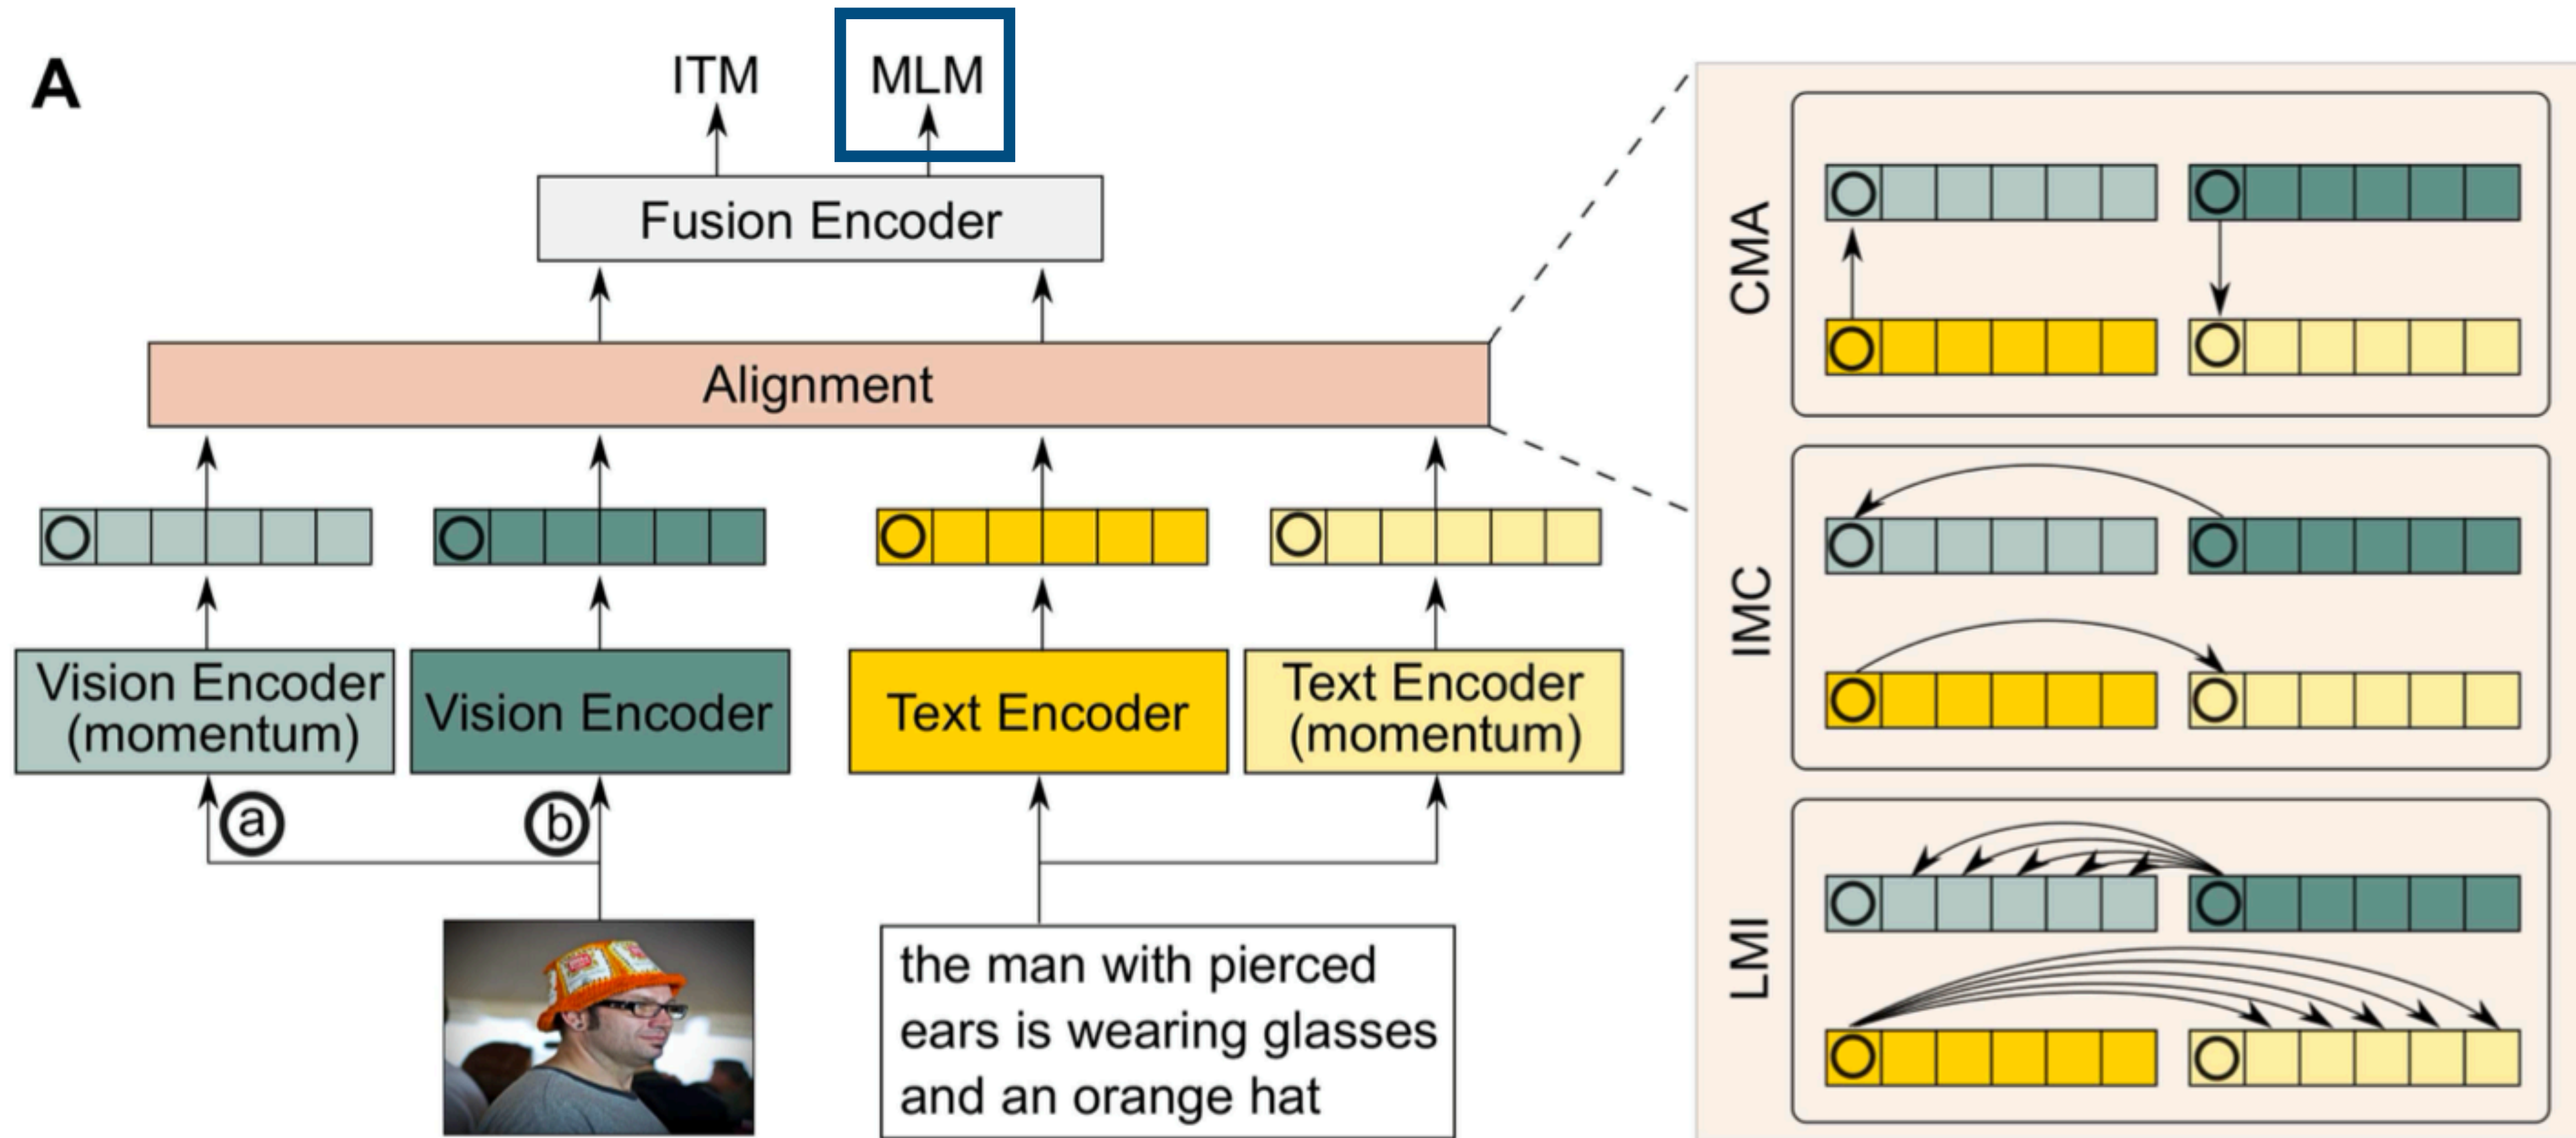 A
ITM
MLM
Fusion Encoder
Alignment
Vision Encoder
(momentum)
Vision Encoder
Text Encoder
Text Encoder
(momentum)
a
b
the man with pierced
ears is wearing glasses
and an orange hat
CMA
IMC
LMI